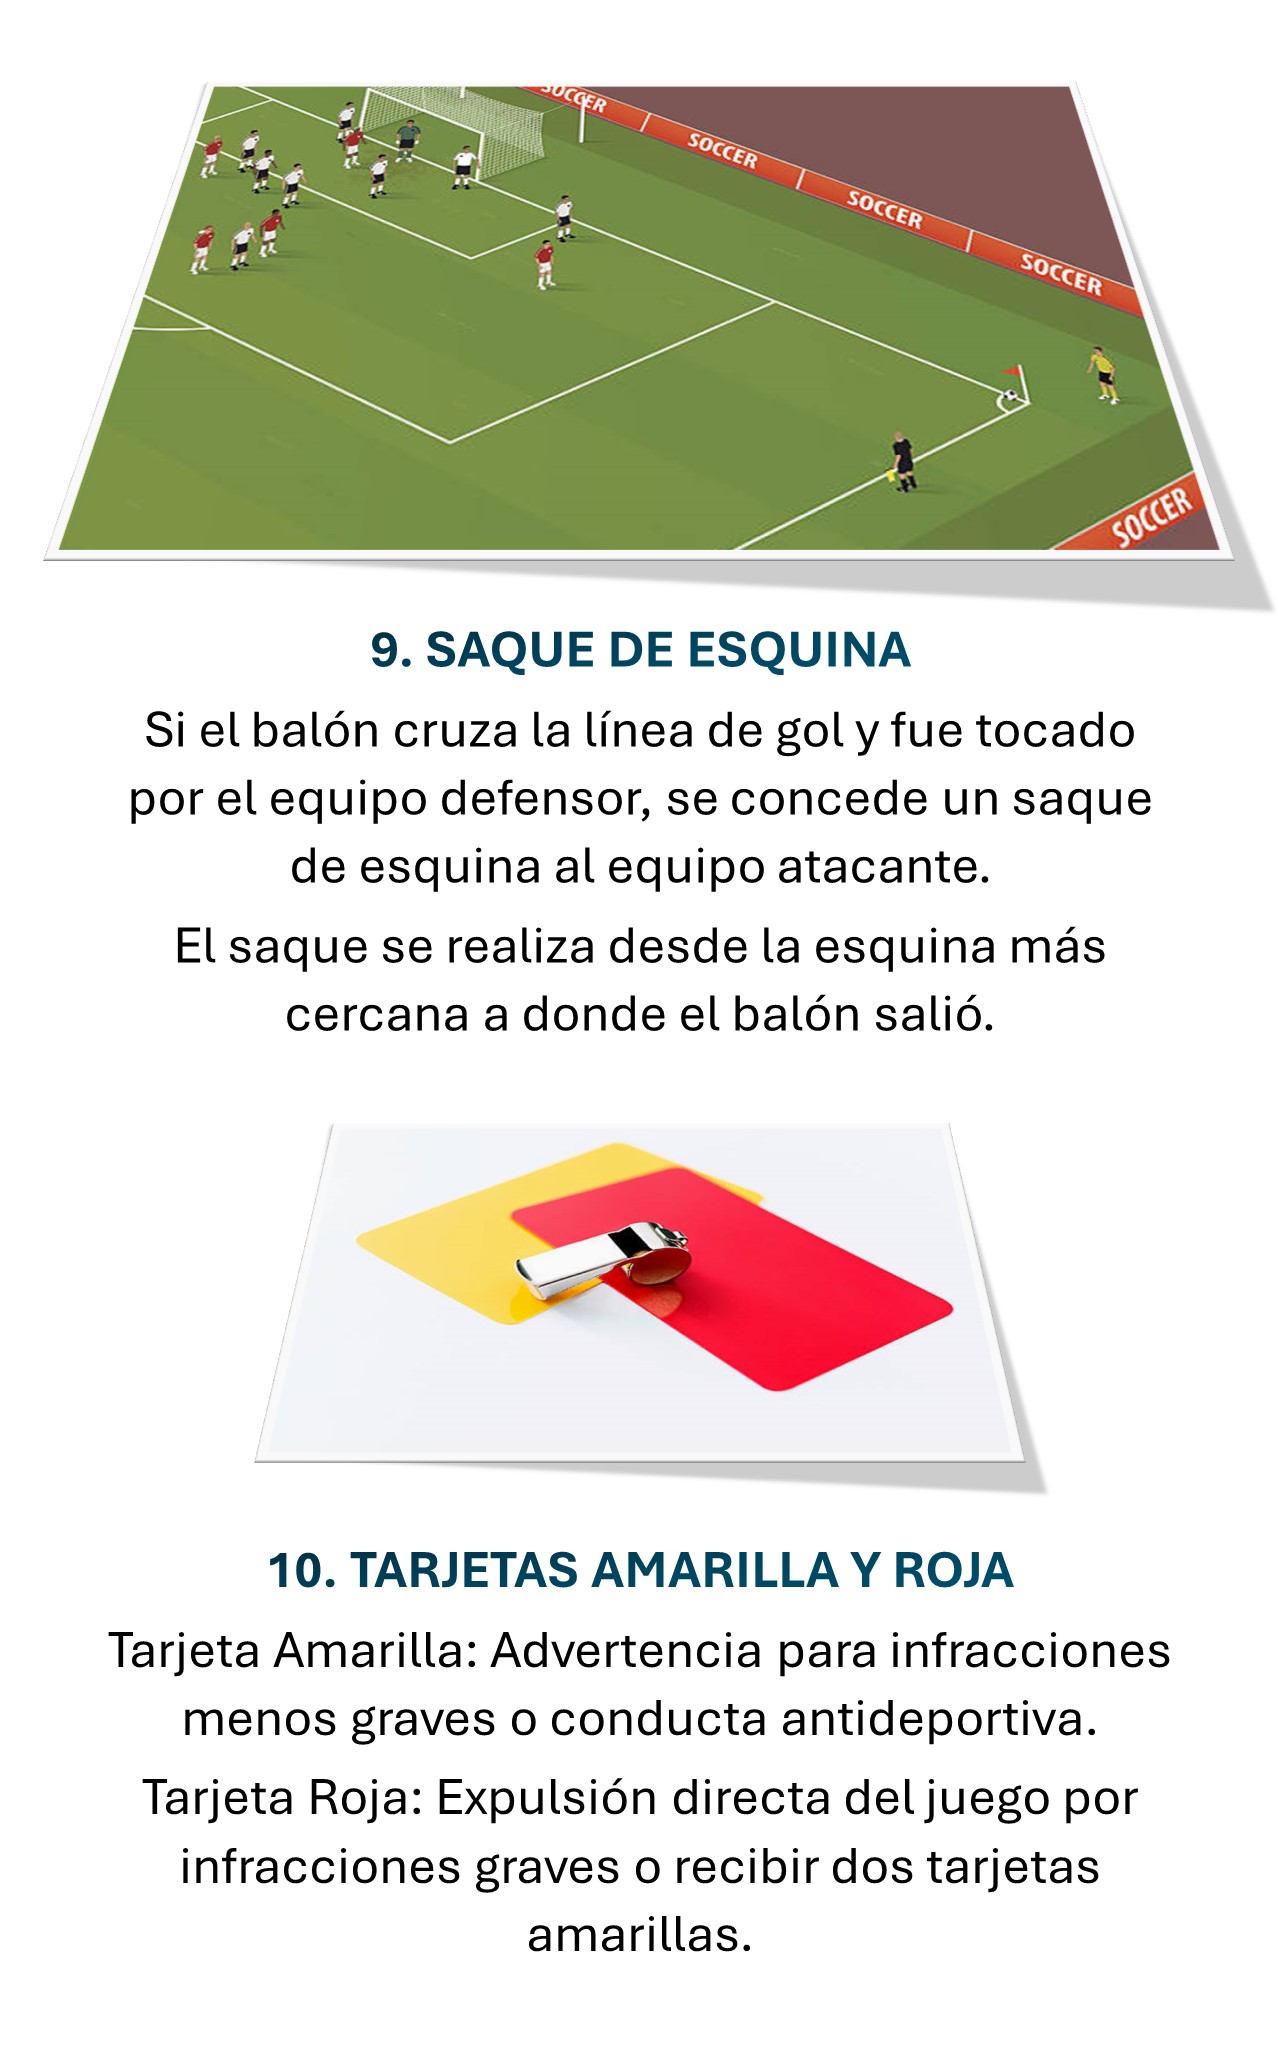 SOCCER
SOCCER
SOCCER
SOCCER
SOCCER
9. SAQUE DE ESQUINA
Si el balón cruza la línea de gol y fue tocado
por el equipo defensor, se concede un saque
de esquina al equipo atacante.
El saque se realiza desde la esquina más
cercana a donde el balón salió.
10. TARJETAS AMARILLA Y ROJA
Tarjeta Amarilla: Advertencia para infracciones
menos graves o conducta antideportiva.
Tarjeta Roja: Expulsión directa del juego por
infracciones graves o recibir dos tarjetas
amarillas.